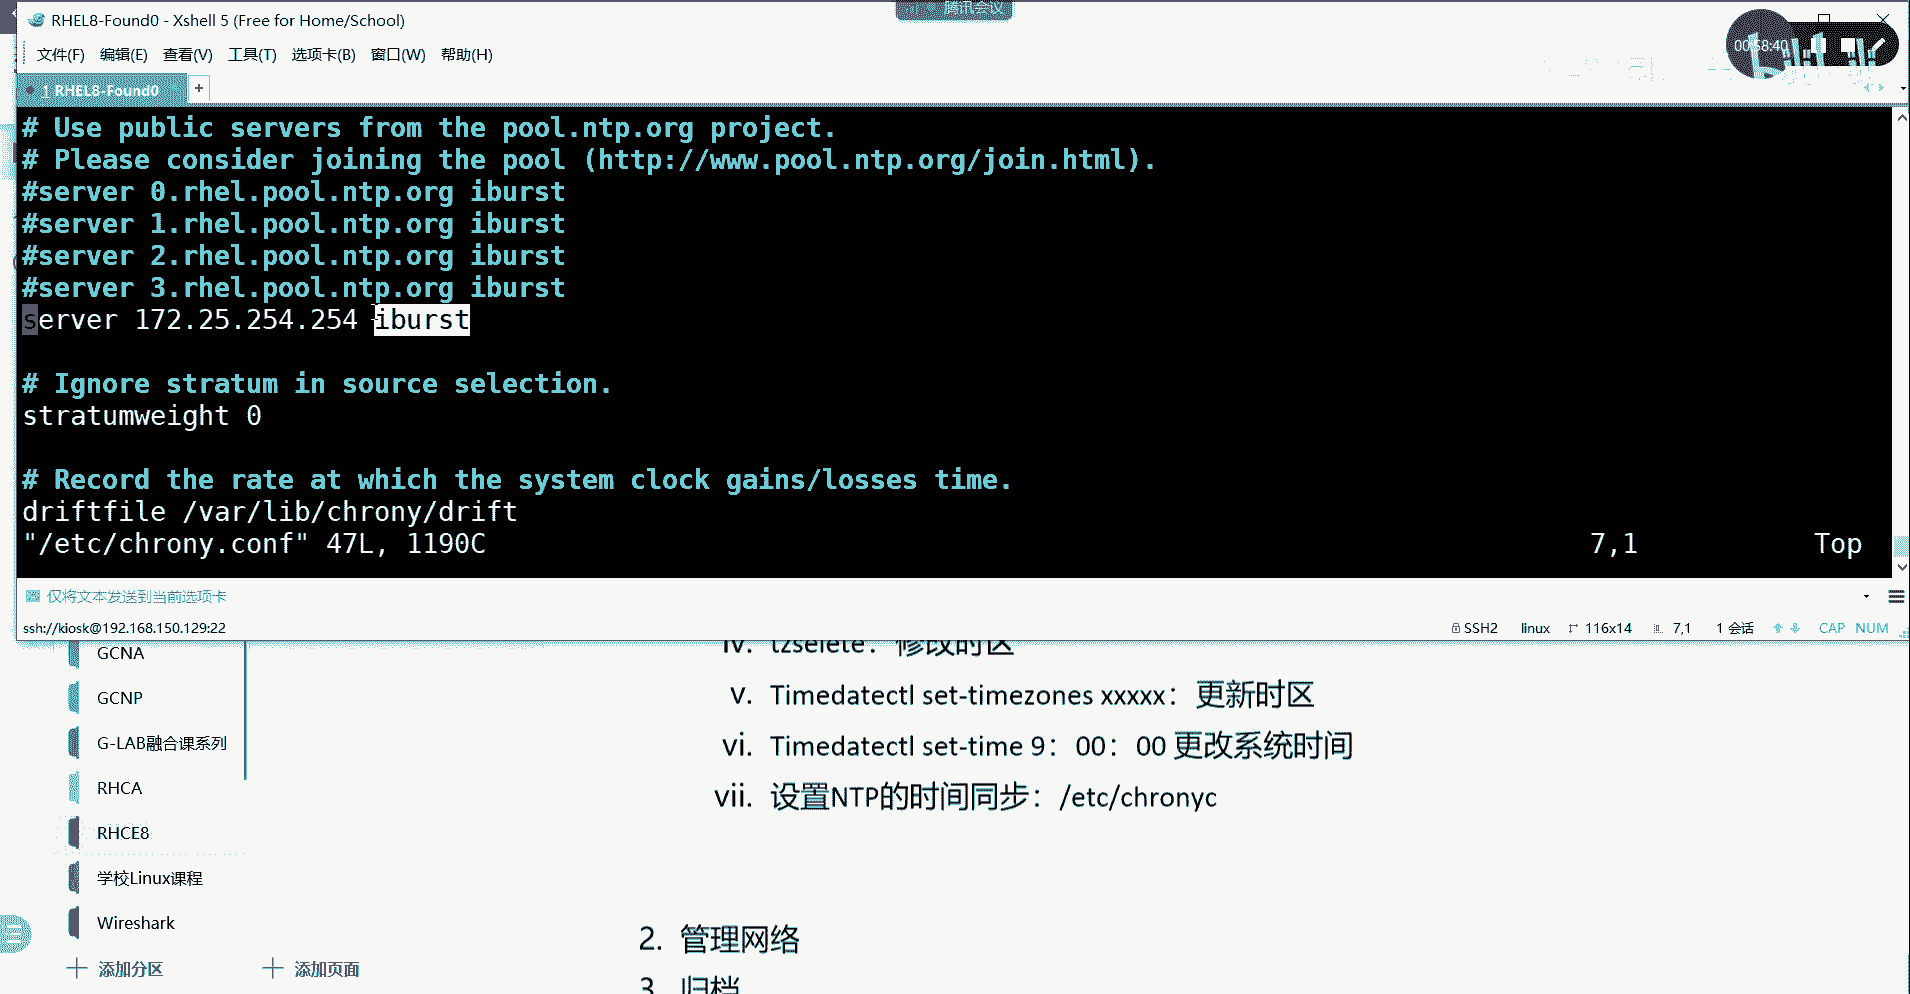 RHEL8-Found0 - Xshell 5 (Free for Home/School)
腾讯会议
00:58:40
文件(F) 编辑(E) 查看(V) 工具(T) 选项卡(B) 窗口(W) 帮助(H)
1 RHEL8-Found0 +
# Use public servers from the pool.ntp.org project.
# Please consider joining the pool (http://www.pool.ntp.org/join.html).
#server 0.rhel.pool.ntp.org iburst
#server 1.rhel.pool.ntp.org iburst
#server 2.rhel.pool.ntp.org iburst
#server 3.rhel.pool.ntp.org iburst
server 172.25.254.254 iburst
# Ignore stratum in source selection.
stratumweight 0
# Record the rate at which the system clock gains/losses time.
driftfile /var/lib/chrony/drift
"/etc/chrony.conf" 47L, 1190C 7,1 Top
仅将文本发送到当前选项卡
ssh://kiosk@192.168.150.129:22 SSH2 linux 116x14 7,1 1 会话 CAP NUM
GCNA
GCNP
G-LAB融合课系列
RHCA
RHCE8
学校Linux课程
Wireshark
添加分区 添加页面
iv. tzselete：修改时区
v. Timedatectl set-timezones xxxxx：更新时区
vi. Timedatectl set-time 9：00：00 更改系统时间
vii. 设置NTP的时间同步：/etc/chronyc
2. 管理网络
3. 归档